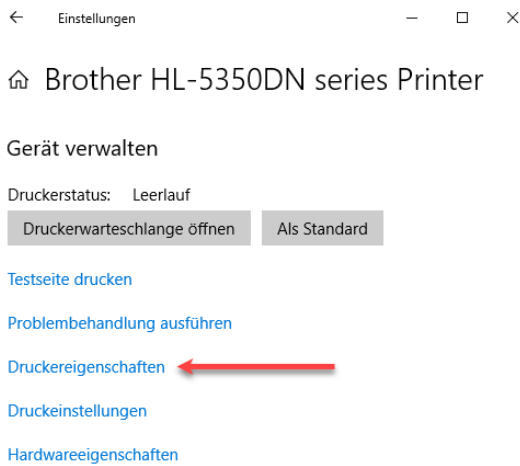 Einstellungen
Brother HL-5350DN series Printer
Gerät verwalten
Druckerstatus: Leerlauf
Druckerwarteschlange öffnen Als Standard
Testseite drucken
Problembehandlung ausführen
Druckereigenschaften
Druckeinstellungen
Hardwareeigenschaften